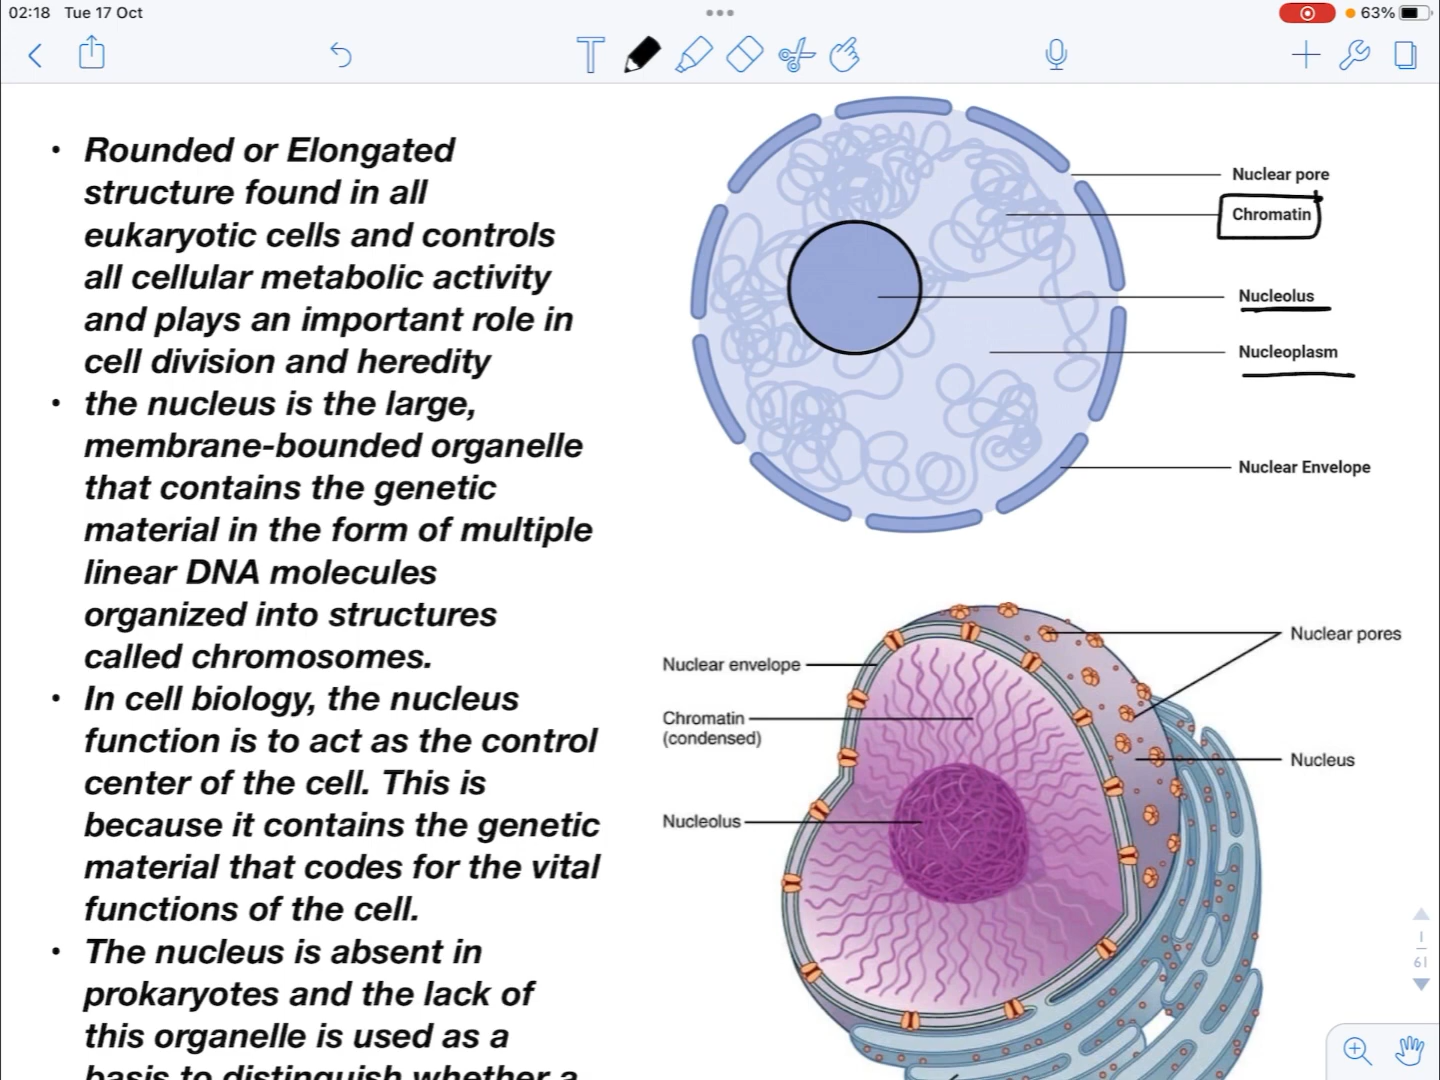 02:18 Tue 17 Oct
63%
• Rounded or Elongated
structure found in all
eukaryotic cells and controls
all cellular metabolic activity
and plays an important role in
cell division and heredity
• the nucleus is the large,
membrane-bounded organelle
that contains the genetic
material in the form of multiple
linear DNA molecules
organized into structures
called chromosomes.
• In cell biology, the nucleus
function is to act as the control
center of the cell. This is
because it contains the genetic
material that codes for the vital
functions of the cell.
• The nucleus is absent in
prokaryotes and the lack of
this organelle is used as a
basis to distinguish whether a
Nuclear pore
Chromatin
Nucleolus
Nucleoplasm
Nuclear Envelope
Nuclear envelope
Chromatin
(condensed)
Nucleolus
Nuclear pores
Nucleus
1
61